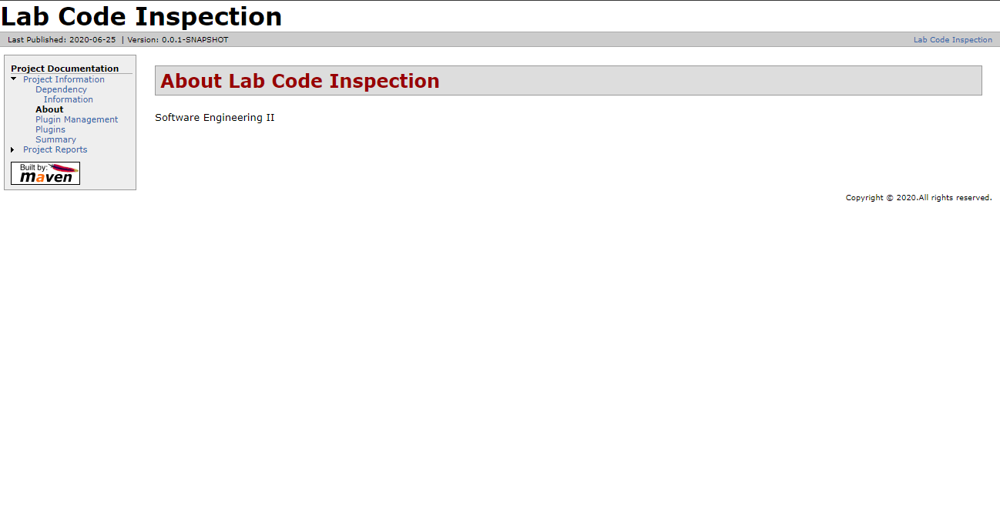 Lab Code Inspection
Last Published: 2020-06-25 | Version: 0.0.1-SNAPSHOT
Lab Code Inspection
Project Documentation
Project Information
Dependency
Information
About
Plugin Management
Plugins
Summary
Project Reports
Built by:
maven
About Lab Code Inspection
Software Engineering II
Copyright © 2020.All rights reserved.